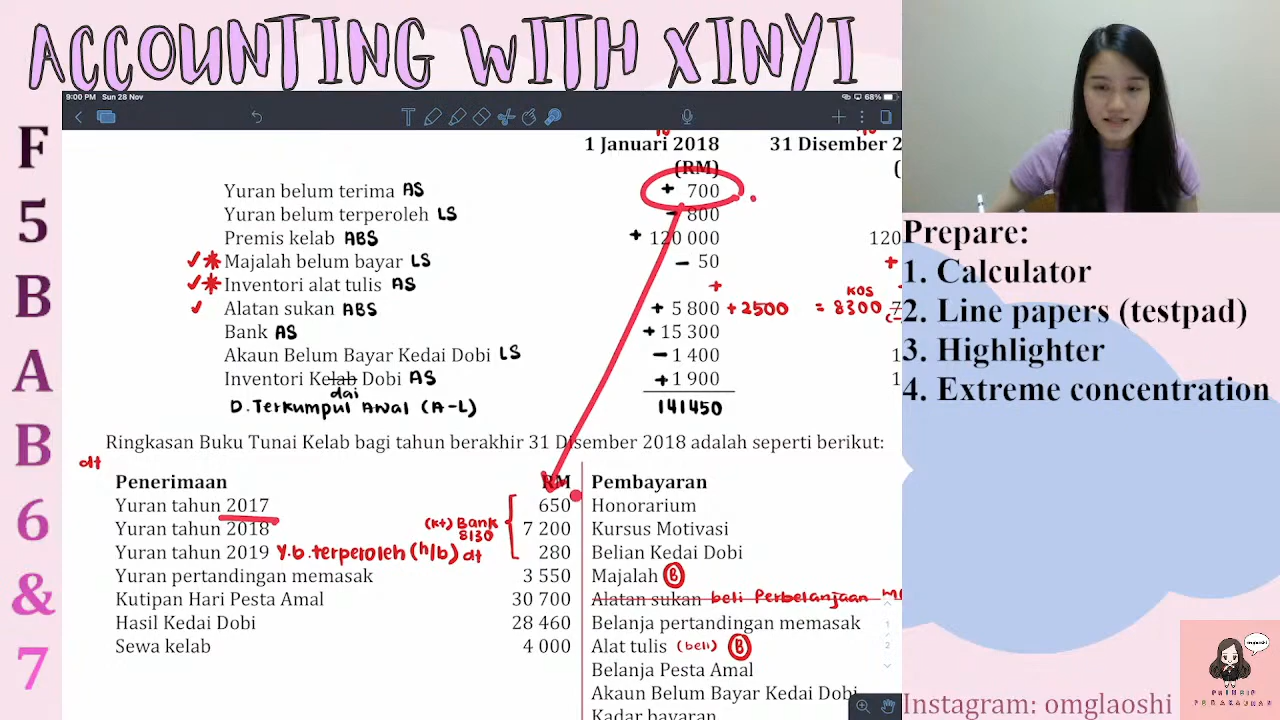 ACCOUNTING WITH XINYI
F
5
B
A
B
6
&
7
9:00 PM Sun 28 Nov
68%
1 Januari 2018 31 Disember 2
(RM) (
Yuran belum terima AS + 700
Yuran belum terperoleh LS - 800
Premis kelab ABS + 120 000 120
Majalah belum bayar LS - 50 +
Inventori alat tulis AS +
Alatan sukan ABS + 5 800 + 2500 = 8300 7
KOS
Bank AS + 15 300
Akaun Belum Bayar Kedai Dobi LS - 1 400 1
Inventori Kelab Dobi AS + 1 900 1
dai
D. Terkumpul Awal (A-L) 141450
Ringkasan Buku Tunai Kelab bagi tahun berakhir 31 Disember 2018 adalah seperti berikut:
dt
Penerimaan RM Pembayaran
Yuran tahun 2017 650 Honorarium
Yuran tahun 2018 (kt) Bank 8130 7 200 Kursus Motivasi
Yuran tahun 2019 Y.b.terperoleh (h/b) dt 280 Belian Kedai Dobi
Yuran pertandingan memasak 3 550 Majalah B
Kutipan Hari Pesta Amal 30 700 Alatan sukan beli Perbelanjaan
Hasil Kedai Dobi 28 460 Belanja pertandingan memasak
Sewa kelab 4 000 Alat tulis (beli) B
Belanja Pesta Amal
Akaun Belum Bayar Kedai Dobi
Kadar bayaran
Prepare:
1. Calculator
2. Line papers (testpad)
3. Highlighter
4. Extreme concentration
Instagram: omglaoshi
PRINSIP
PERAKAUNAN